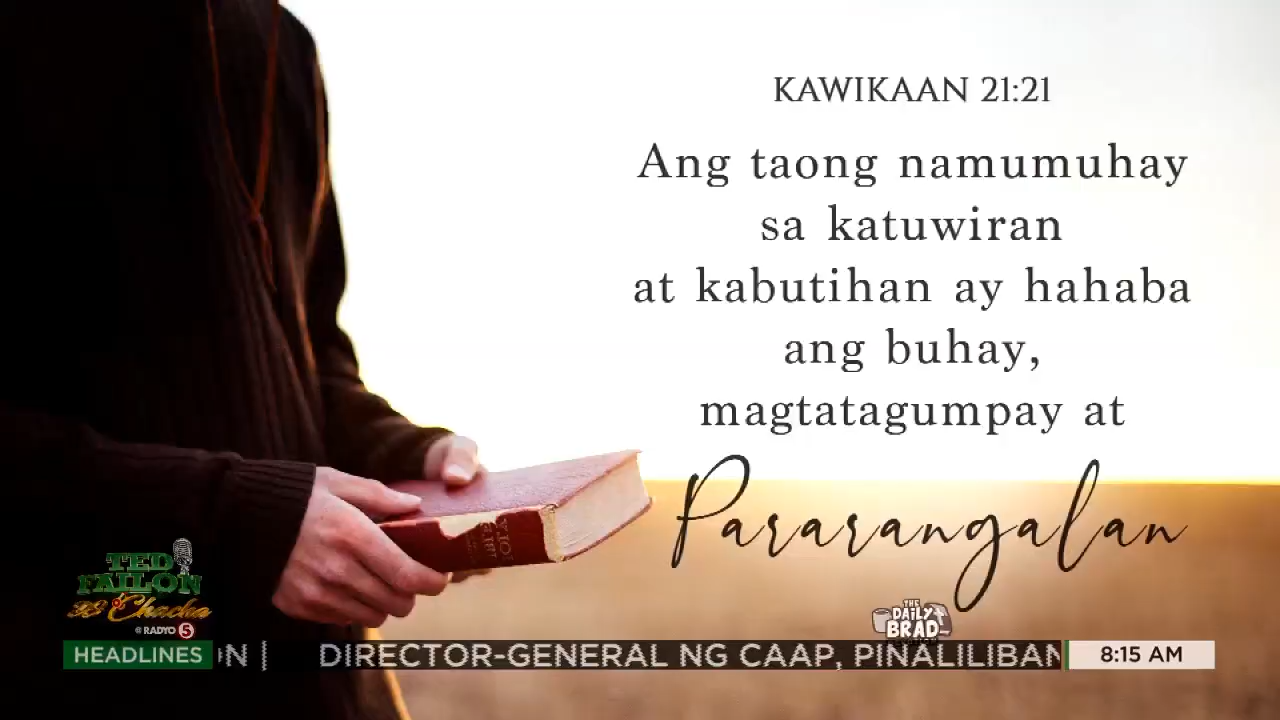 KAWIKAAN 21:21
Ang taong namumuhay
sa katuwiran
at kabutihan ay hahaba
ang buhay,
magtatagumpay at
Pararangalan
TED
FAILON
DJ Chacha
@ RADYO 5
THE
DAILY
BRAD
HEADLINES
N | DIRECTOR-GENERAL NG CAAP, PINALILIBAN
8:15 AM